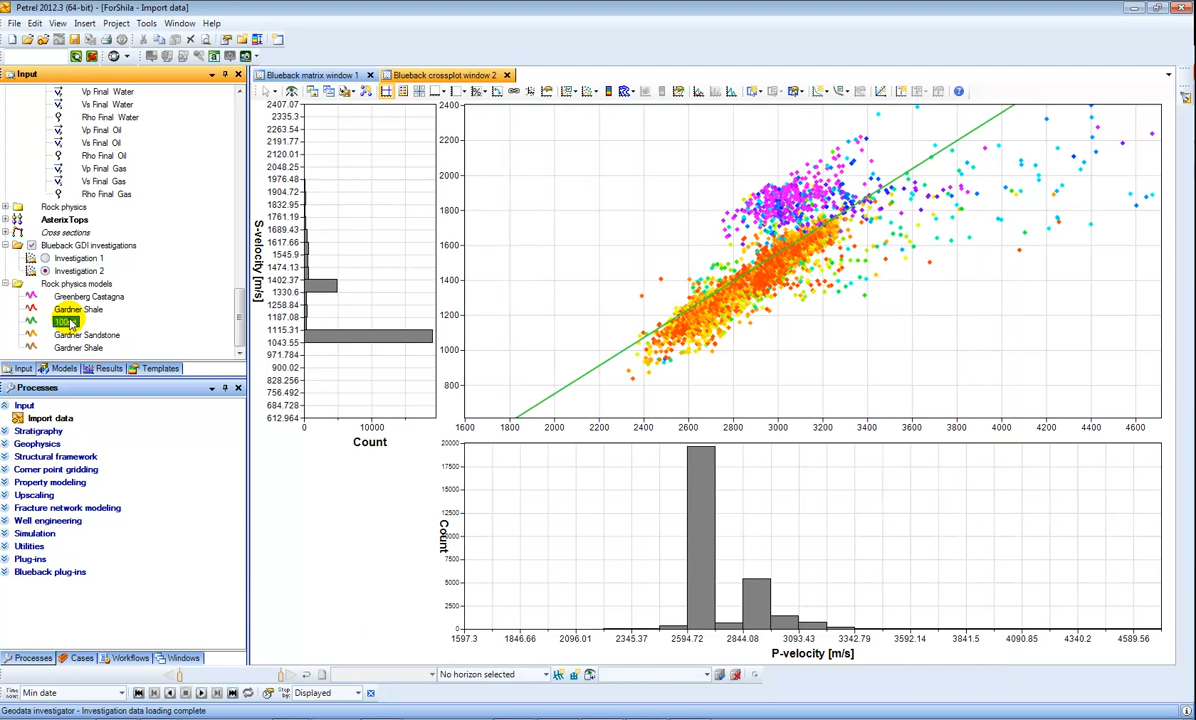 Petrel 2012.3 (64-bit) - [ForShila - Import data]
File Edit View Insert Project Tools Window Help
Input
Vp Final Water
Vs Final Water
Rho Final Water
Vp Final Oil
Vs Final Oil
Rho Final Oil
Vp Final Gas
Vs Final Gas
Rho Final Gas
Rock physics
AsterixTops
Cross sections
Blueback GDI investigations
Investigation 1
Investigation 2
Rock physics models
Greenberg Castagna
Gardner Shale
100
Gardner Sandstone
Gardner Shale
Input Models Results Templates
Processes
Input
Import data
Stratigraphy
Geophysics
Structural framework
Corner point gridding
Property modeling
Upscaling
Fracture network modeling
Well engineering
Simulation
Utilities
Plug-ins
Blueback plug-ins
Processes Cases Workflows Windows
Blueback matrix window 1 Blueback crossplot window 2
2407.07
2335.3
2263.54
2191.77
2120.01
2048.25
1976.48
1904.72
1832.95
1761.19
1689.43
1617.66
1545.9
1474.13
1402.37
1330.6
1258.84
1187.08
1115.31
1043.55
971.784
900.02
828.256
756.492
684.728
612.964
S-velocity [m/s]
0 10000
Count
2400
2200
2000
1800
1600
1400
1200
1000
800
1600 1800 2000 2200 2400 2600 2800 3000 3200 3400 3600 3800 4000 4200 4400 4600
20000
17500
15000
12500
10000
7500
5000
2500
0
Count
1597.3 1846.66 2096.01 2345.37 2594.72 2844.08 3093.43 3342.79 3592.14 3841.5 4090.85 4340.2 4589.56
P-velocity [m/s]
No horizon selected
Time now: Min date
Step by: Displayed
Geodata investigator - Investigation data loading complete